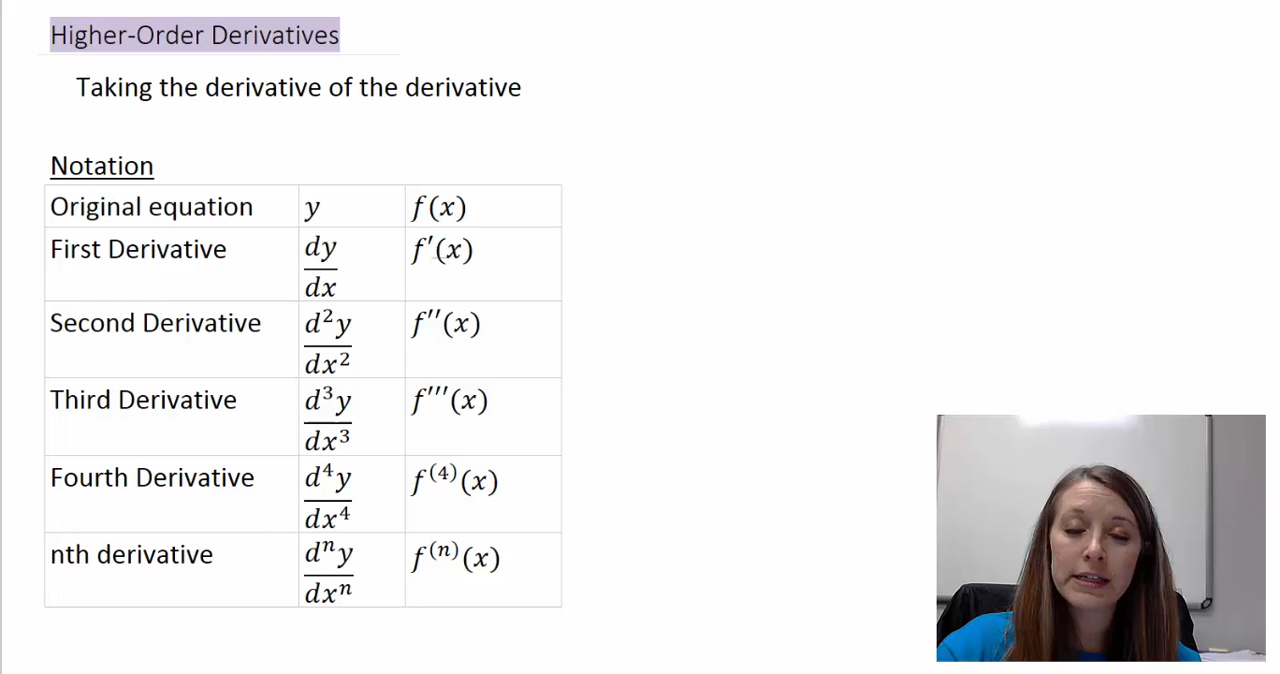 Higher-Order Derivatives
Taking the derivative of the derivative
Notation
Original equation y f(x)
First Derivative dy/dx f′(x)
Second Derivative d²y/dx² f′′(x)
Third Derivative d³y/dx³ f′′′(x)
Fourth Derivative d⁴y/dx⁴ f⁽⁴⁾(x)
nth derivative dⁿy/dxⁿ f⁽ⁿ⁾(x)